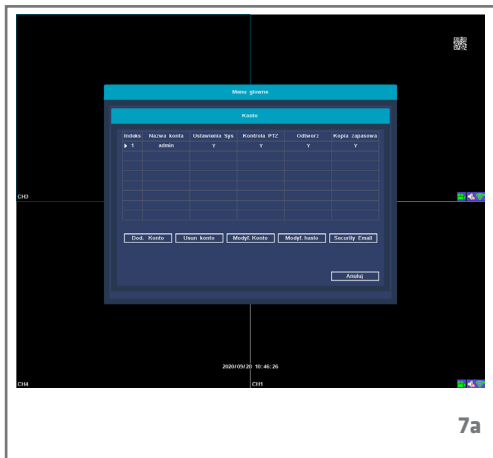 Menu glowne
Konto
Indeks Nazwa konta Ustawienia Sys Kontrola PTZ Odtworz Kopia zapasowa
1 admin Y Y Y Y
CH3
Dod. Konto Usun konto Modyf. Konto Modyf. haslo Security Email
Anuluj
2020/09/20 10:46:26
CH4 CH1
7a